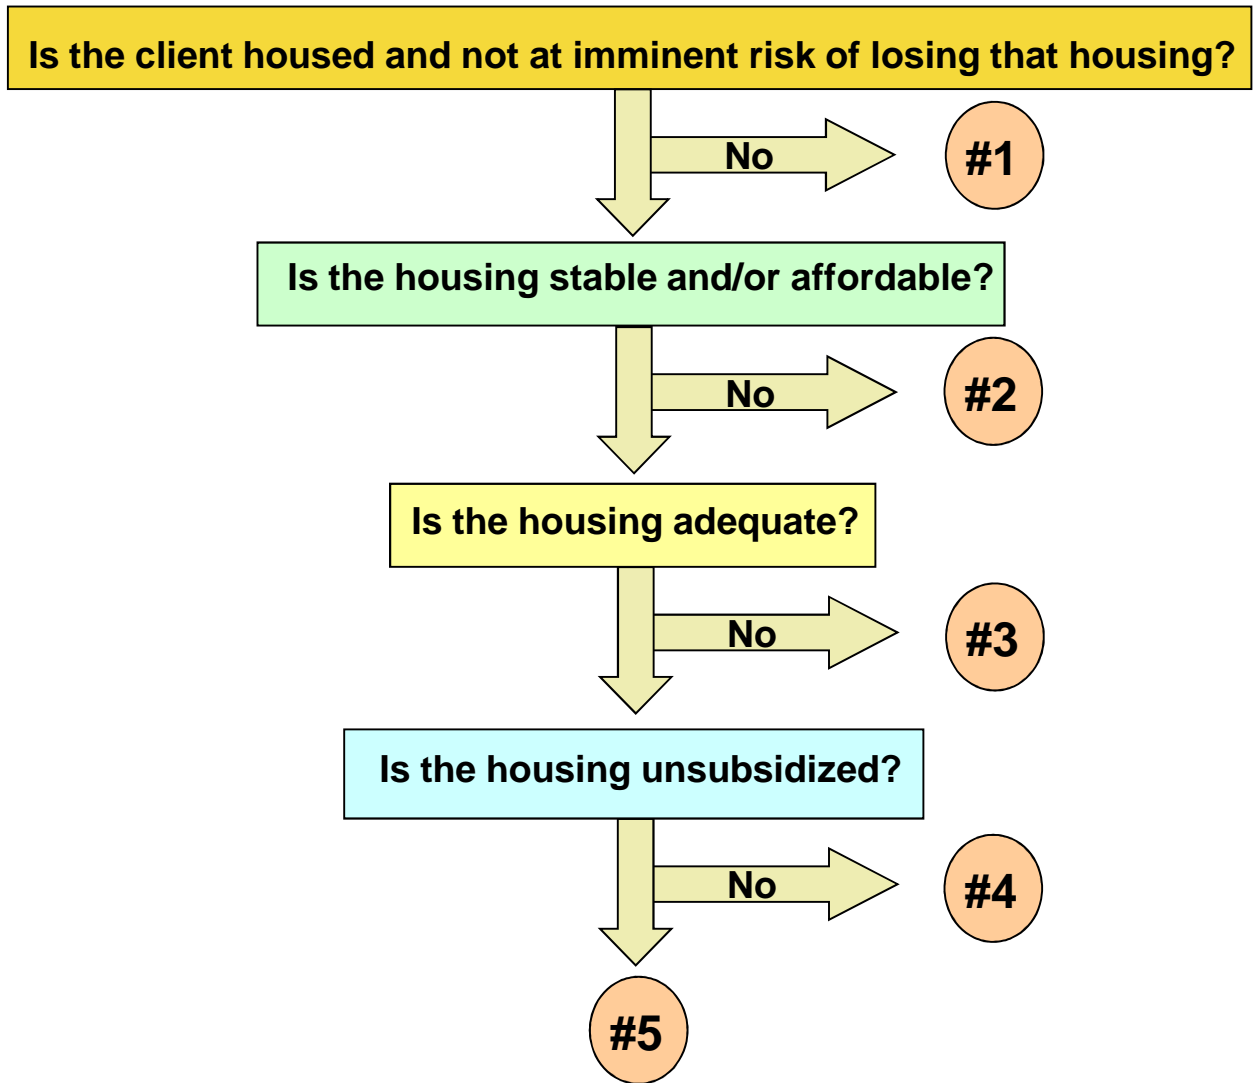 Is the client housed and not at imminent risk of losing that housing?
No
#1
Is the housing stable and/or affordable?
No
#2
Is the housing adequate?
No
#3
Is the housing unsubsidized?
No
#4
#5